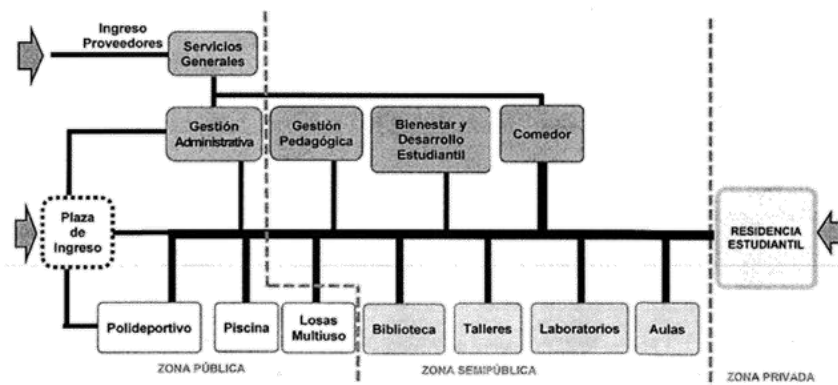 Ingreso
Proveedores
Servicios
Generales
Gestión
Administrativa
Gestión
Pedagógica
Bienestar y
Desarrollo
Estudiantil
Comedor
Plaza
de
Ingreso
RESIDENCIA
ESTUDIANTIL
Polideportivo
Piscina
Losas
Multiuso
Biblioteca
Talleres
Laboratorios
Aulas
ZONA PÚBLICA
ZONA SEMIPÚBLICA
ZONA PRIVADA